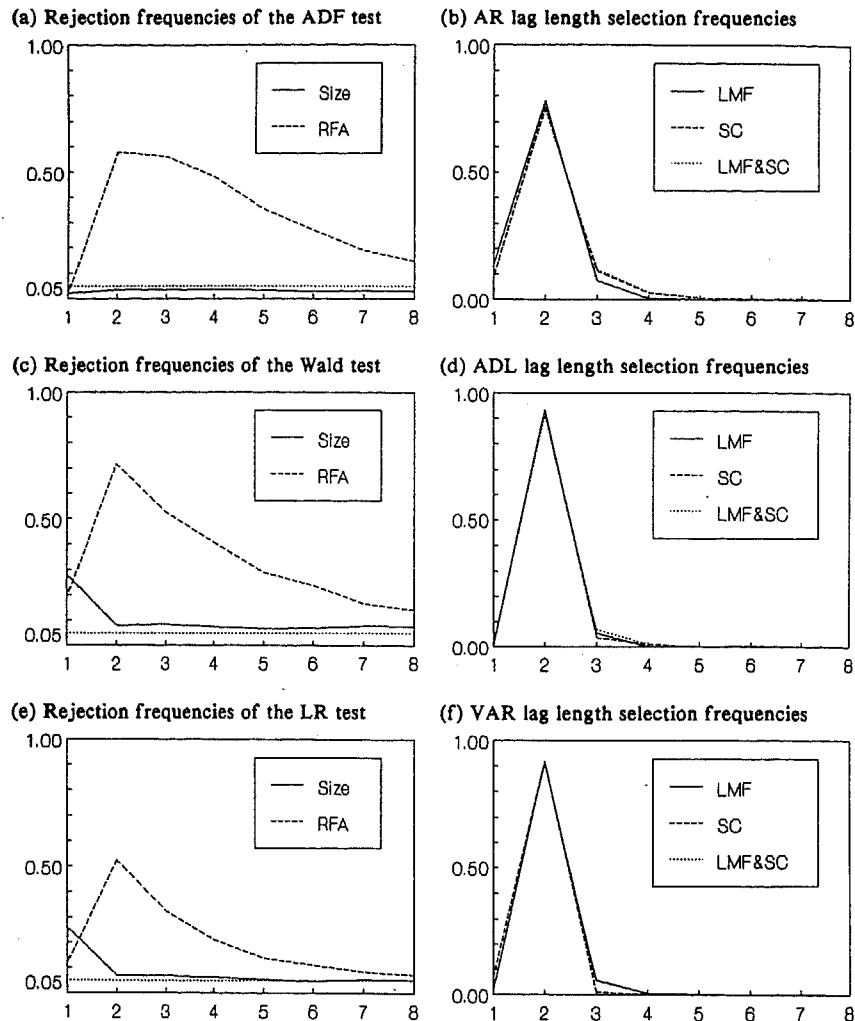 (a) Rejection frequencies of the ADF test
1.00
0.50
0.05
Size
RFA
1 2 3 4 5 6 7 8
(b) AR lag length selection frequencies
1.00
0.50
0.00
LMF
SC
LMF&SC
1 2 3 4 5 6 7 8
(c) Rejection frequencies of the Wald test
1.00
0.50
0.05
Size
RFA
1 2 3 4 5 6 7 8
(d) ADL lag length selection frequencies
1.00
0.50
0.00
LMF
SC
LMF&SC
1 2 3 4 5 6 7 8
(e) Rejection frequencies of the LR test
1.00
0.50
0.05
Size
RFA
1 2 3 4 5 6 7 8
(f) VAR lag length selection frequencies
1.00
0.50
0.00
LMF
SC
LMF&SC
1 2 3 4 5 6 7 8